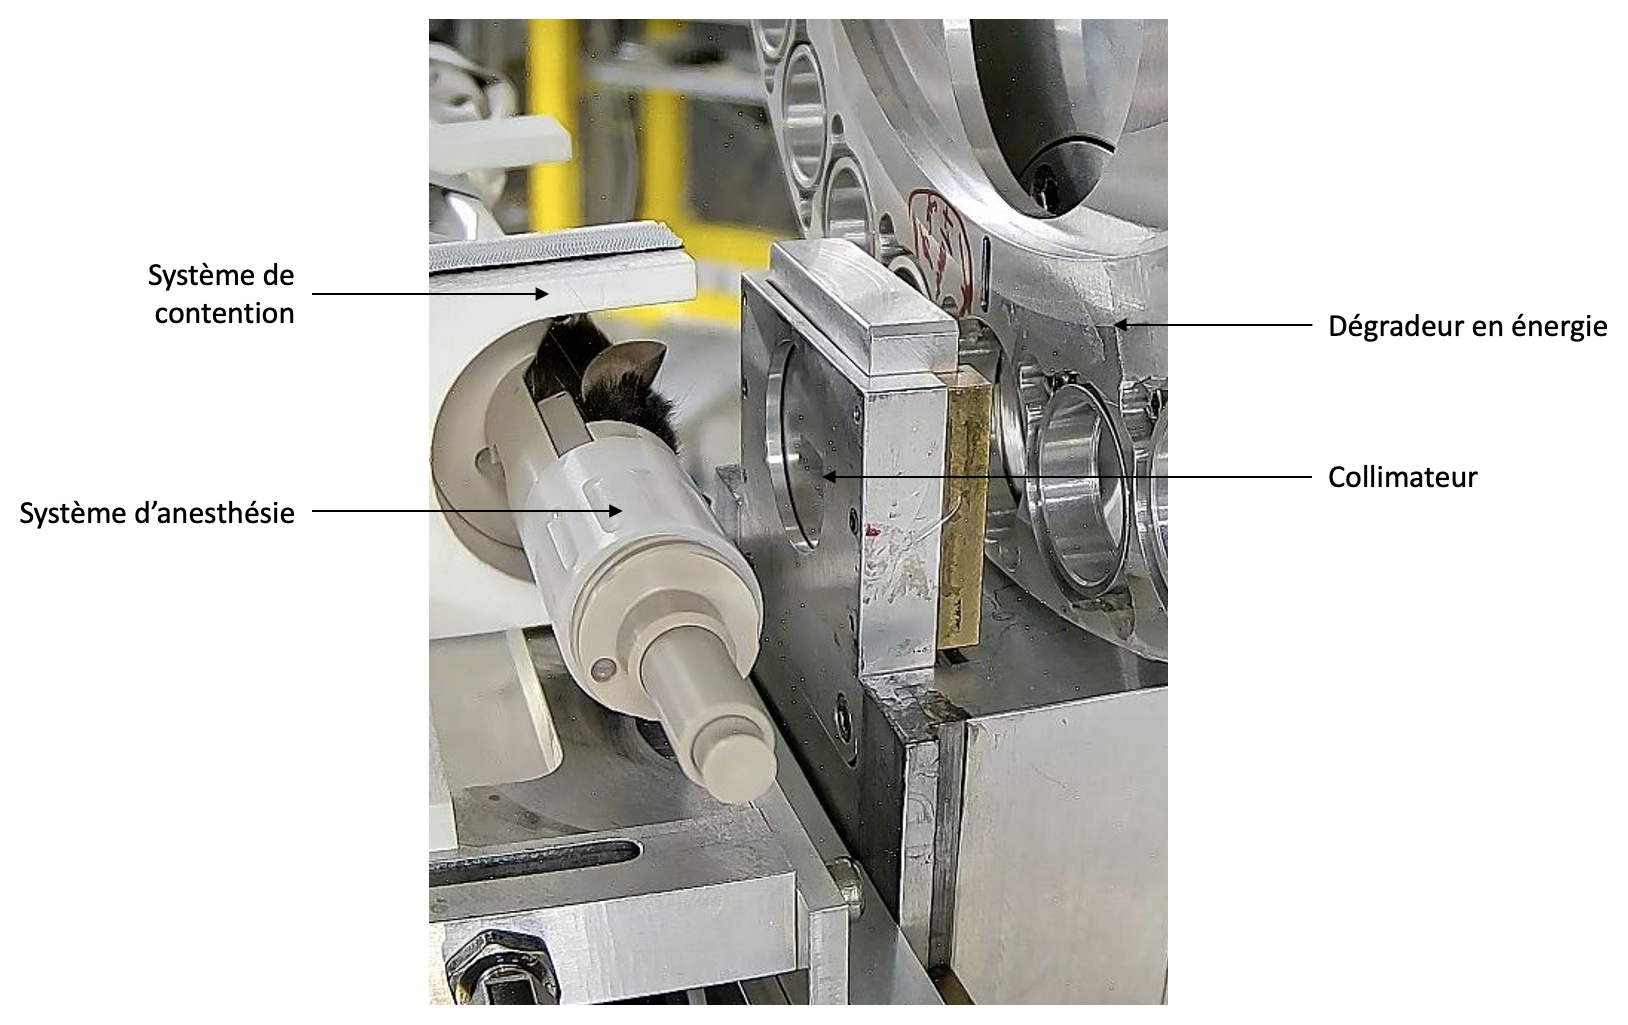 Système de
contention
Dégradeur en énergie
Collimateur
Système d’anesthésie